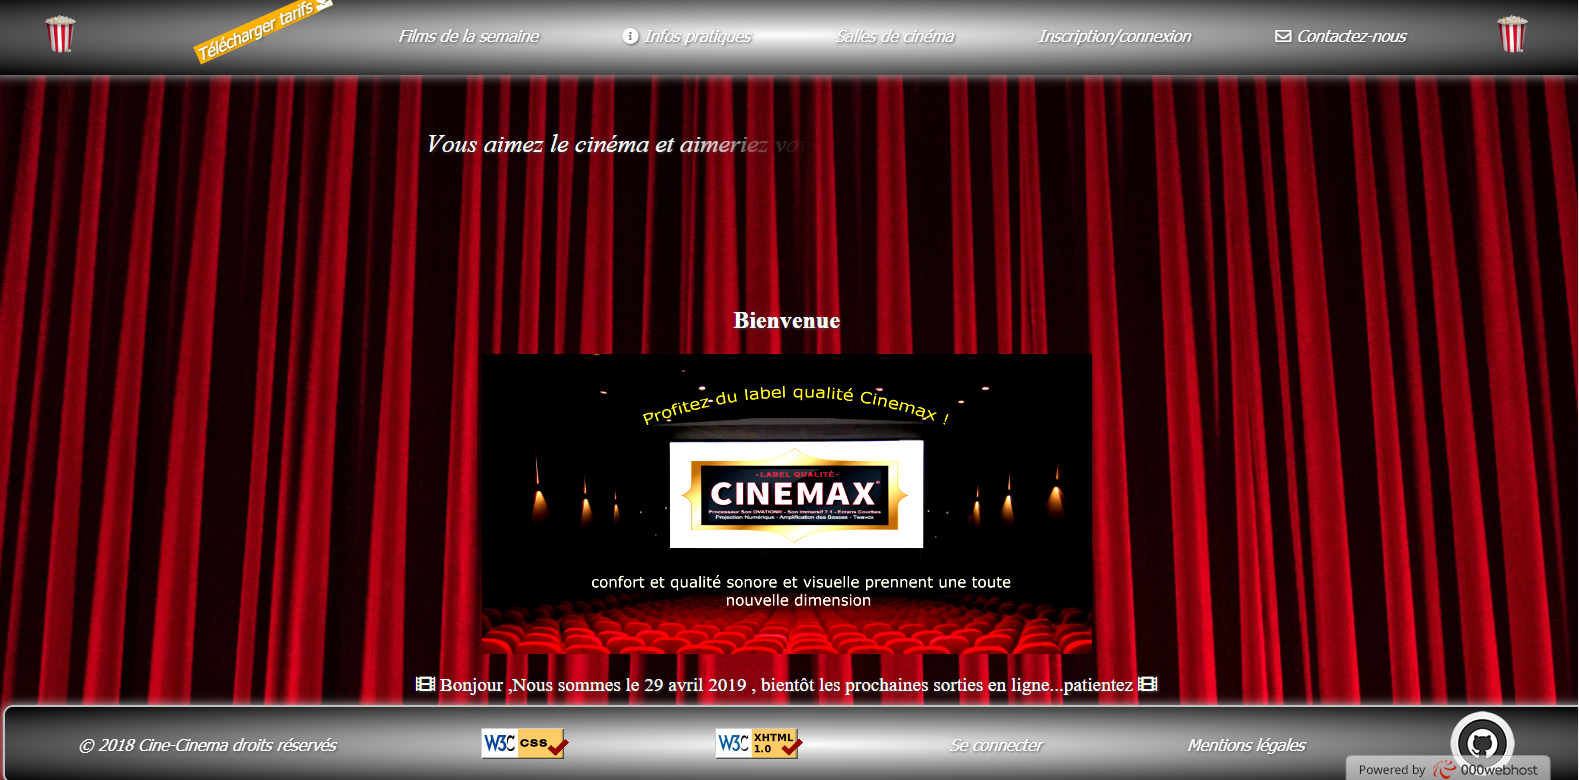 Télécharger tarifs
Films de la semaine
Infos pratiques
Salles de cinéma
Inscription/connexion
Contactez-nous
Vous aimez le cinéma et aimeriez voi
Bienvenue
Profitez du label qualité Cinemax !
-LABEL QUALITÉ-
CINEMAX
Processeur Son OVATION® - Son Immersif 7.1 - Ecrans Courbes
Projection Numérique - Amplification des Basses - Twavox
confort et qualité sonore et visuelle prennent une toute
nouvelle dimension
Bonjour ,Nous sommes le 29 avril 2019 , bientôt les prochaines sorties en ligne...patientez
© 2018 Cine-Cinema droits réservés
W3C css
W3C XHTML
1.0
Se connecter
Mentions légales
Powered by 000webhost